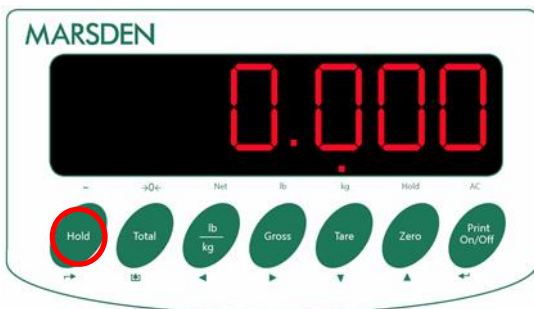 MARSDEN
0.000
~ →0← Net lb kg Hold AC
Hold Total lb/kg Gross Tare Zero Print On/Off